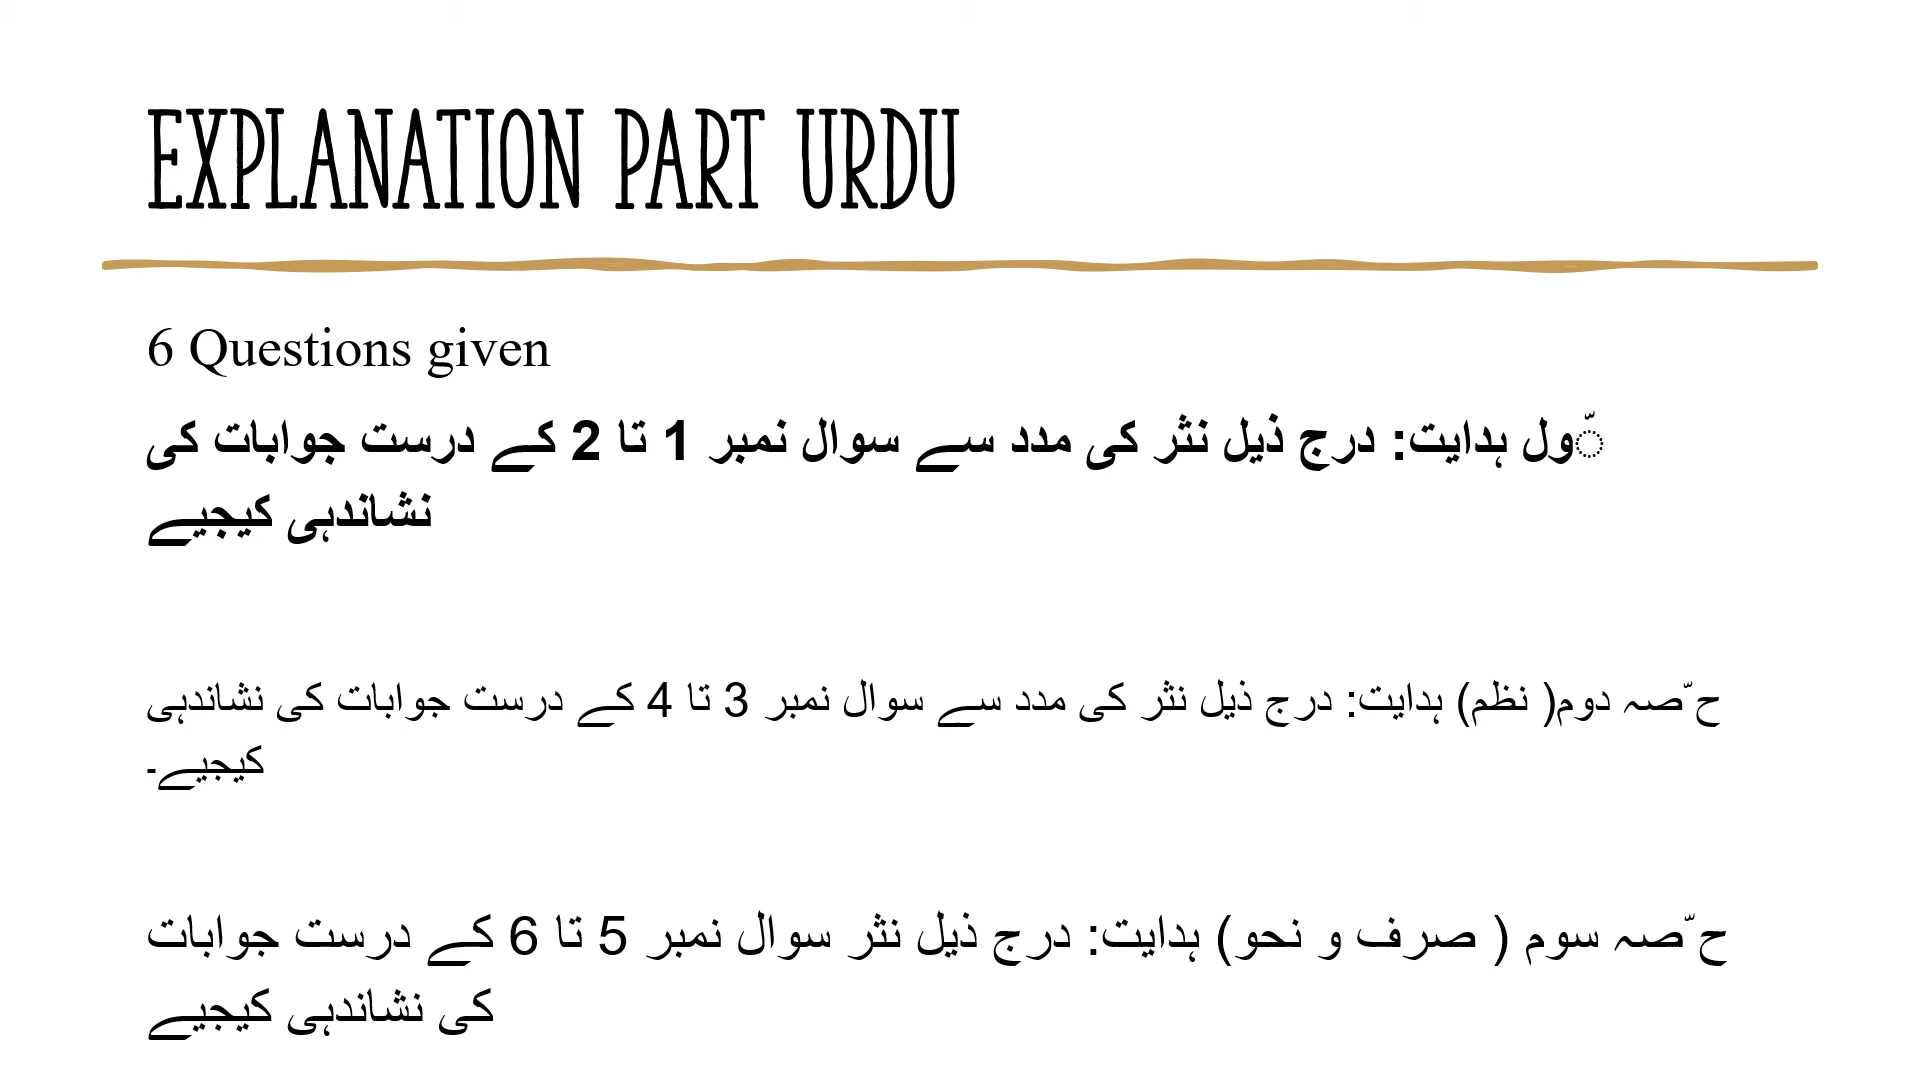 EXPLANATION PART URDU
6 Questions given
ّول ہدایت: درج ذیل نثر کی مدد سے سوال نمبر 1 تا 2 کے درست جوابات کی
نشاندہی کیجیے
ح ّصہ دوم( نظم) ہدایت: درج ذیل نثر کی مدد سے سوال نمبر 3 تا 4 کے درست جوابات کی نشاندہی
کیجیے۔
ح ّصہ سوم ( صرف و نحو) ہدایت: درج ذیل نثر سوال نمبر 5 تا 6 کے درست جوابات
کی نشاندہی کیجیے